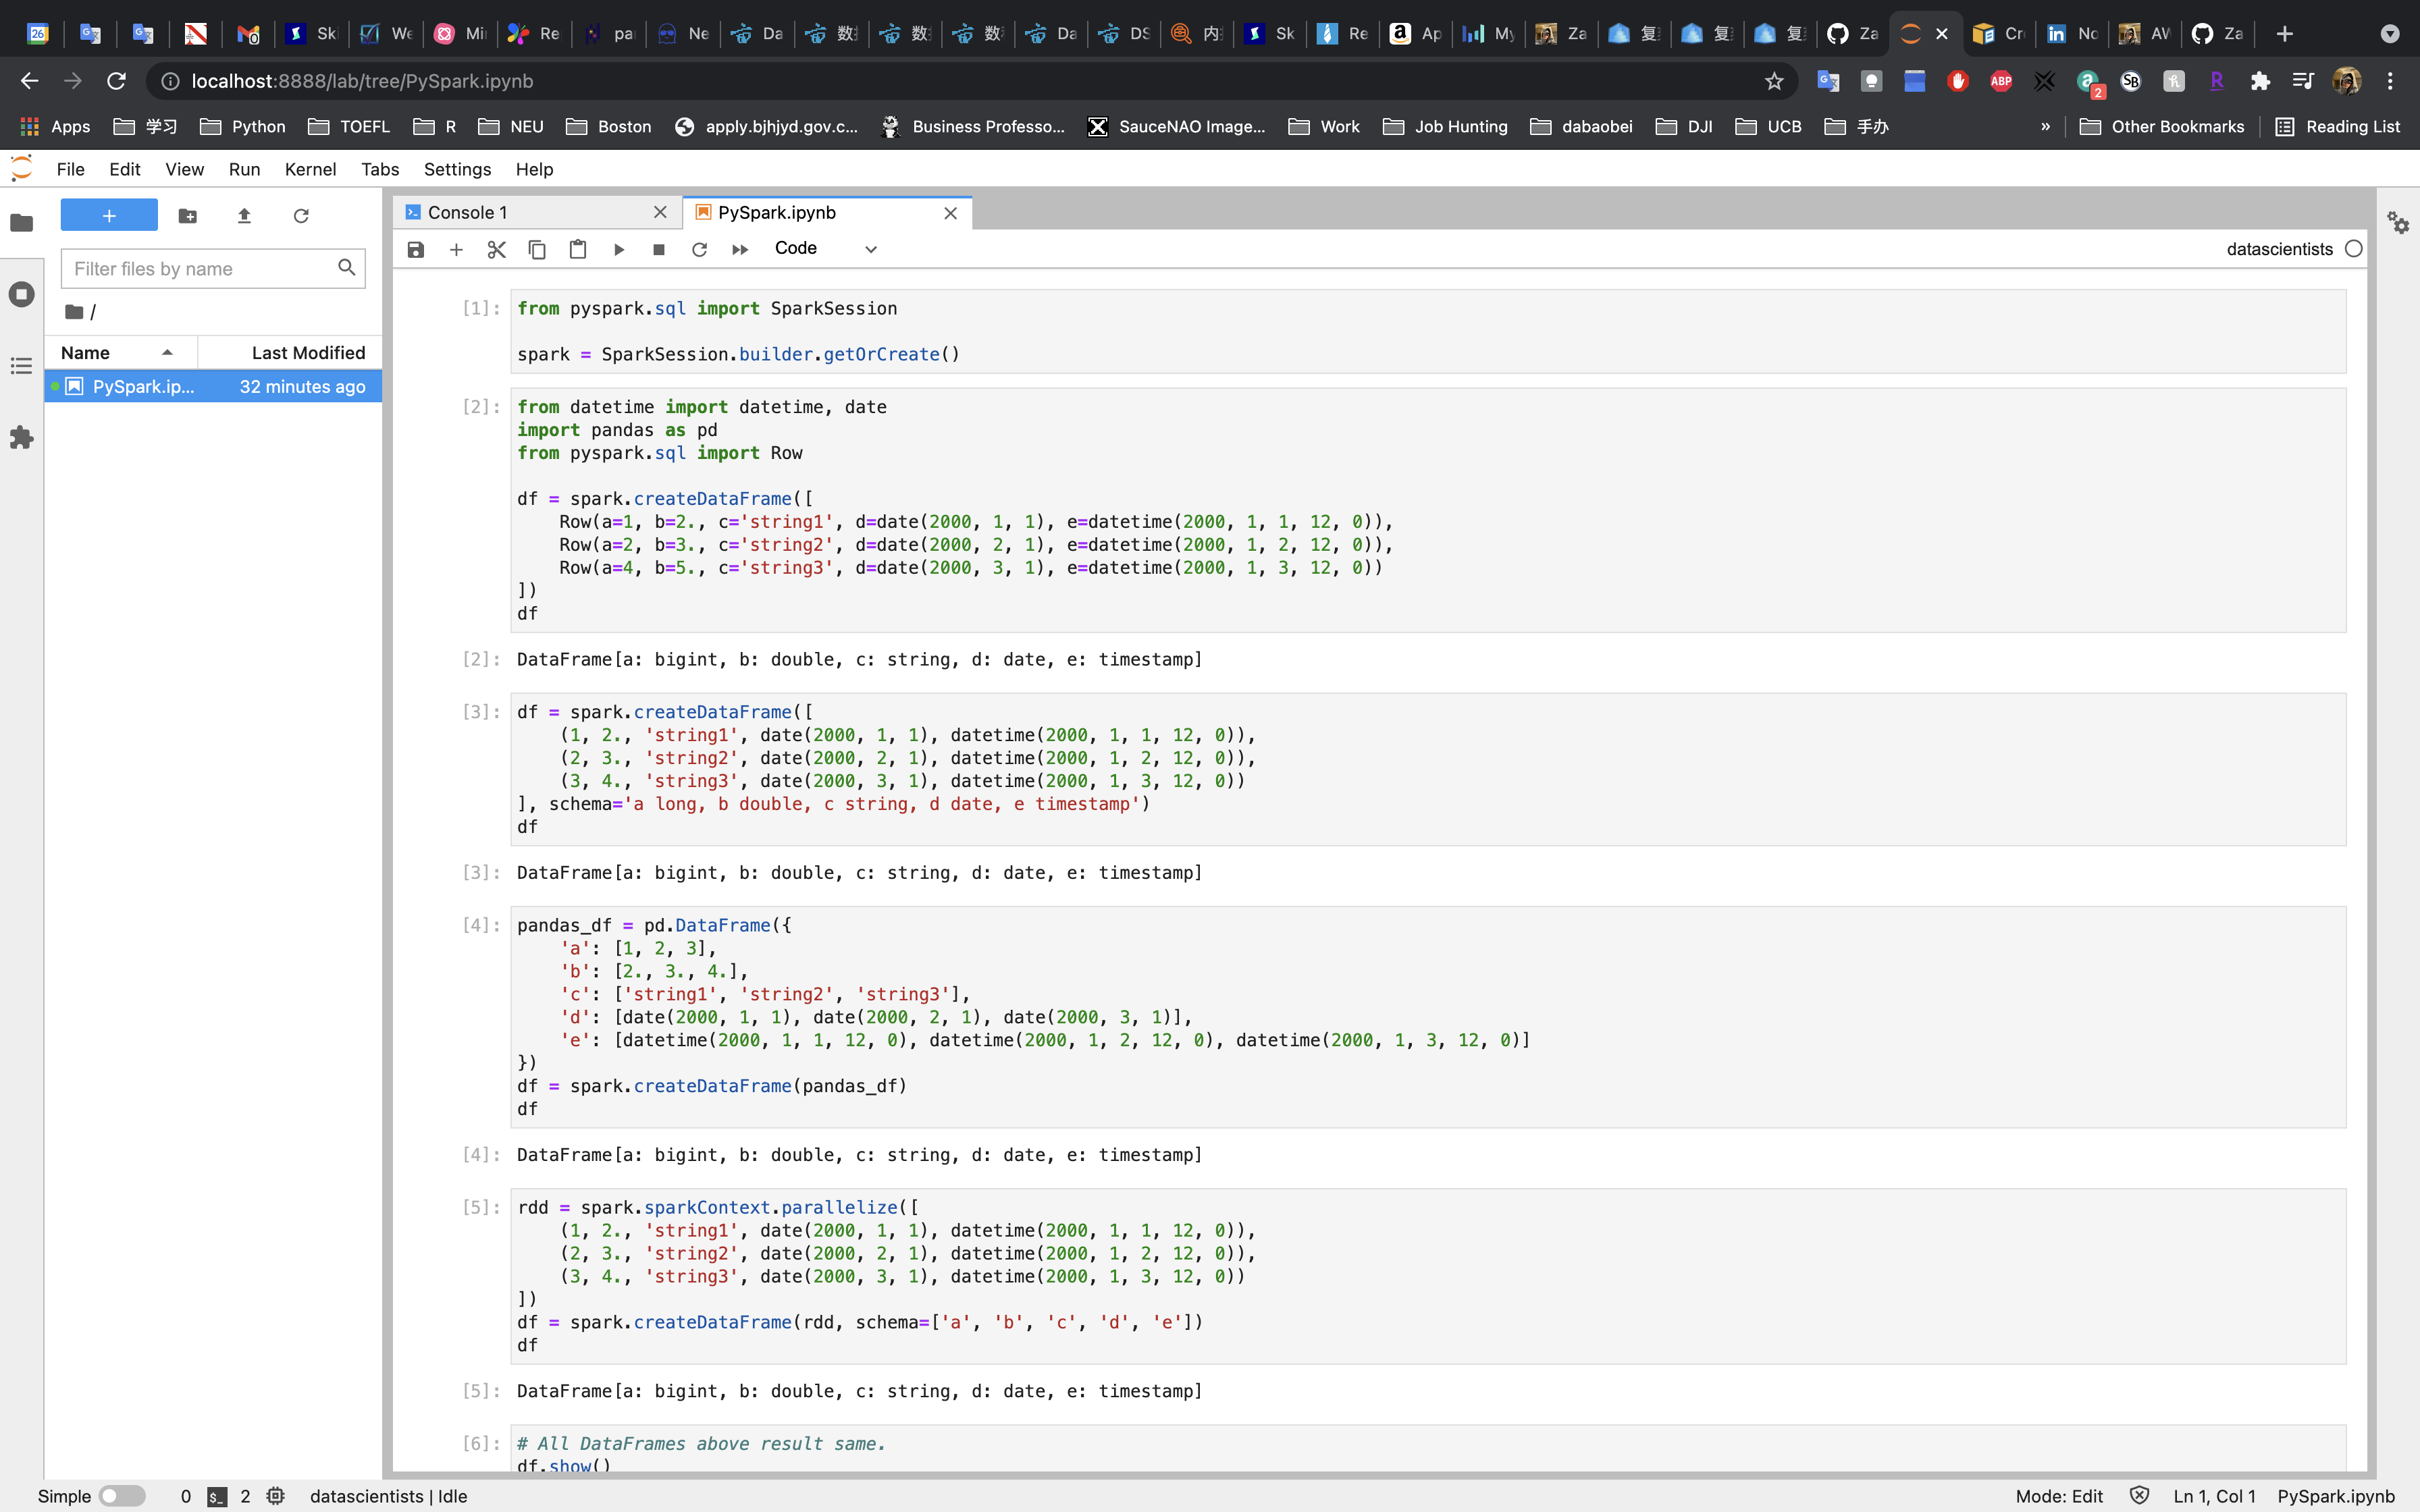 26 Ski We Mi Re pa Ne Da 数 数 数 Da DS 内 Sk Re Ap My Za 复 复 复 Za Cr No AW Za
localhost:8888/lab/tree/PySpark.ipynb
ABP 2 SB R
Apps 学习 Python TOEFL R NEU Boston apply.bjhjyd.gov.c... Business Professo... SauceNAO Image... Work Job Hunting dabaobei DJI UCB 手办 » Other Bookmarks Reading List
File Edit View Run Kernel Tabs Settings Help
Console 1 PySpark.ipynb
Code datascientists
Filter files by name
/
Name Last Modified
PySpark.ip... 32 minutes ago
[1]: from pyspark.sql import SparkSession
spark = SparkSession.builder.getOrCreate()
[2]: from datetime import datetime, date
import pandas as pd
from pyspark.sql import Row
df = spark.createDataFrame([
Row(a=1, b=2., c='string1', d=date(2000, 1, 1), e=datetime(2000, 1, 1, 12, 0)),
Row(a=2, b=3., c='string2', d=date(2000, 2, 1), e=datetime(2000, 1, 2, 12, 0)),
Row(a=4, b=5., c='string3', d=date(2000, 3, 1), e=datetime(2000, 1, 3, 12, 0))
])
df
[2]: DataFrame[a: bigint, b: double, c: string, d: date, e: timestamp]
[3]: df = spark.createDataFrame([
(1, 2., 'string1', date(2000, 1, 1), datetime(2000, 1, 1, 12, 0)),
(2, 3., 'string2', date(2000, 2, 1), datetime(2000, 1, 2, 12, 0)),
(3, 4., 'string3', date(2000, 3, 1), datetime(2000, 1, 3, 12, 0))
], schema='a long, b double, c string, d date, e timestamp')
df
[3]: DataFrame[a: bigint, b: double, c: string, d: date, e: timestamp]
[4]: pandas_df = pd.DataFrame({
'a': [1, 2, 3],
'b': [2., 3., 4.],
'c': ['string1', 'string2', 'string3'],
'd': [date(2000, 1, 1), date(2000, 2, 1), date(2000, 3, 1)],
'e': [datetime(2000, 1, 1, 12, 0), datetime(2000, 1, 2, 12, 0), datetime(2000, 1, 3, 12, 0)]
})
df = spark.createDataFrame(pandas_df)
df
[4]: DataFrame[a: bigint, b: double, c: string, d: date, e: timestamp]
[5]: rdd = spark.sparkContext.parallelize([
(1, 2., 'string1', date(2000, 1, 1), datetime(2000, 1, 1, 12, 0)),
(2, 3., 'string2', date(2000, 2, 1), datetime(2000, 1, 2, 12, 0)),
(3, 4., 'string3', date(2000, 3, 1), datetime(2000, 1, 3, 12, 0))
])
df = spark.createDataFrame(rdd, schema=['a', 'b', 'c', 'd', 'e'])
df
[5]: DataFrame[a: bigint, b: double, c: string, d: date, e: timestamp]
[6]: # All DataFrames above result same.
df.show()
Simple 0 2 datascientists | Idle Mode: Edit Ln 1, Col 1 PySpark.ipynb